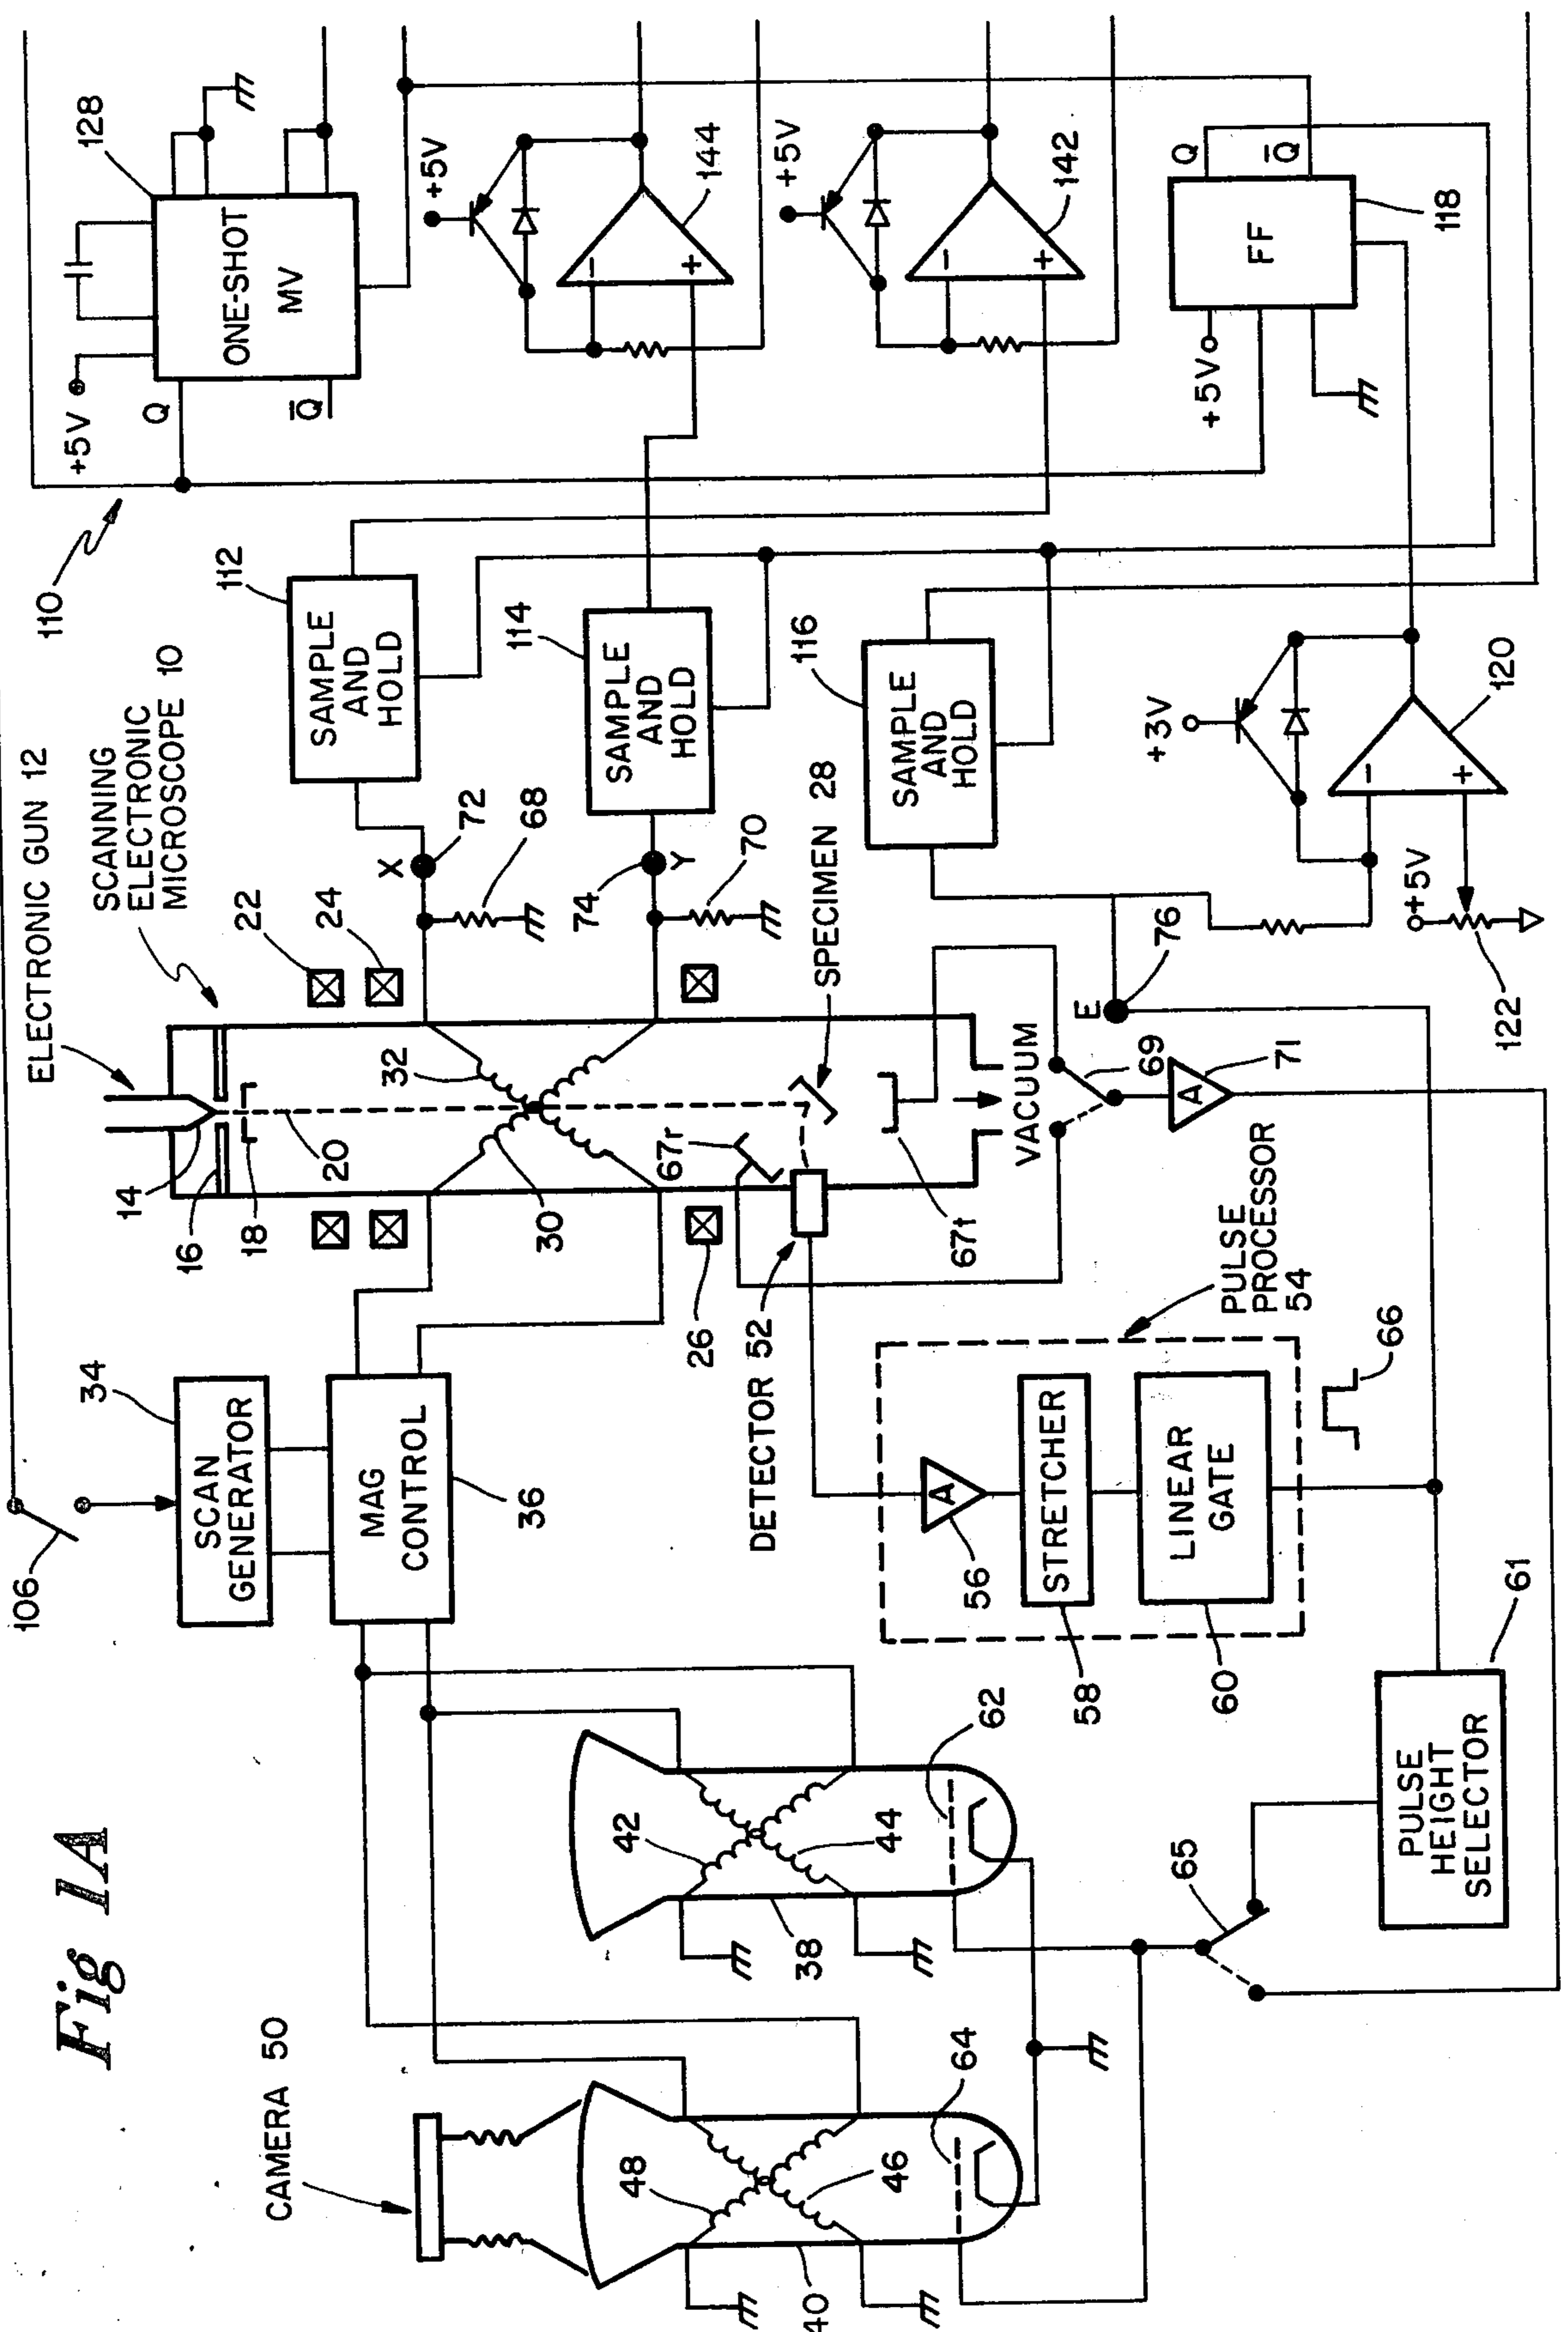 Fig 1A
CAMERA 50
48
46
64
40
42
44
62
38
106
34
SCAN
GENERATOR
MAG
CONTROL
36
65
PULSE
HEIGHT
SELECTOR
61
ELECTRONIC GUN 12
SCANNING
ELECTRONIC
MICROSCOPE 10
14
16
18
20
22
24
26
30
32
67r
67t
SPECIMEN 28
DETECTOR 52
VACUUM
A
56
STRETCHER
58
LINEAR
GATE
60
PULSE
PROCESSOR
54
66
69
A
71
E
76
X
72
68
74
Y
70
110
112
SAMPLE
AND
HOLD
114
SAMPLE
AND
HOLD
116
SAMPLE
AND
HOLD
+3V
−
+
120
+5V
122
128
ONE-SHOT
MV
+5V
Q
Q̅
+5V
−
+
144
+5V
−
+
142
FF
+5V
Q
Q̅
118